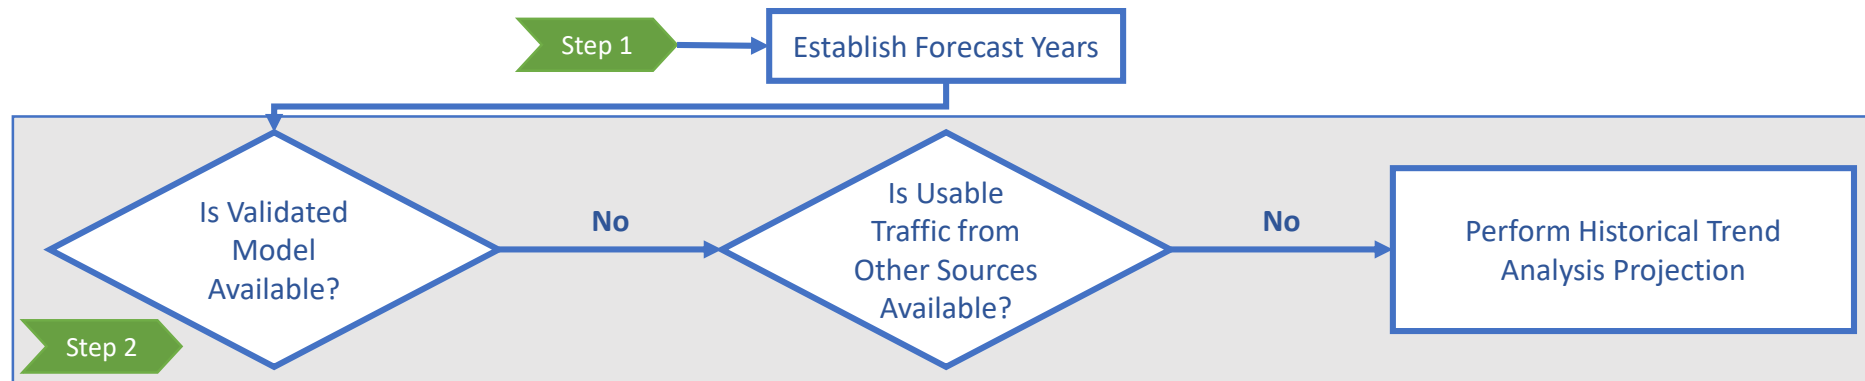 Step 1
Establish Forecast Years
Is Validated
Model
Available?
No
Is Usable
Traffic from
Other Sources
Available?
No
Perform Historical Trend
Analysis Projection
Step 2